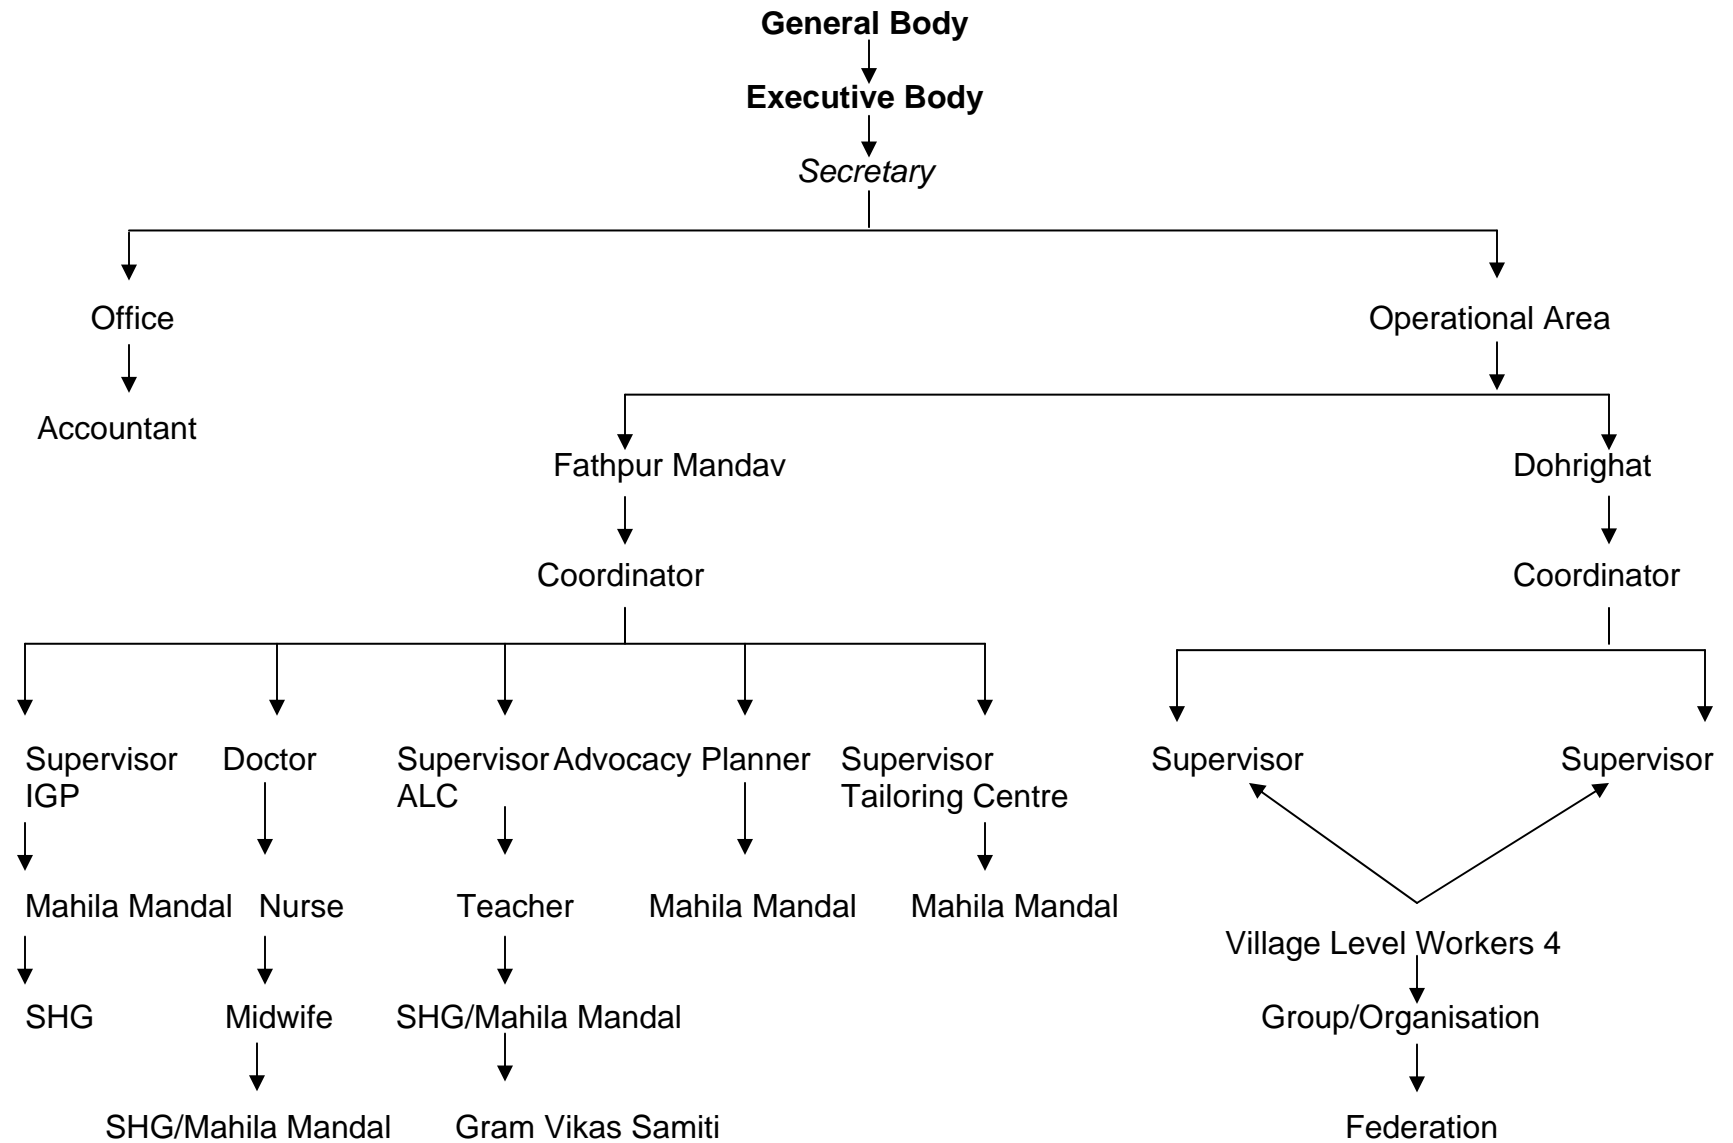 General Body
Executive Body
Secretary
Office
Operational Area
Accountant
Fathpur Mandav
Dohrighat
Coordinator
Coordinator
Supervisor
IGP
Doctor
Supervisor
ALC
Advocacy Planner
Supervisor
Tailoring Centre
Supervisor
Supervisor
Mahila Mandal
Nurse
Teacher
Mahila Mandal
Mahila Mandal
Village Level Workers 4
SHG
Midwife
SHG/Mahila Mandal
Group/Organisation
SHG/Mahila Mandal
Gram Vikas Samiti
Federation